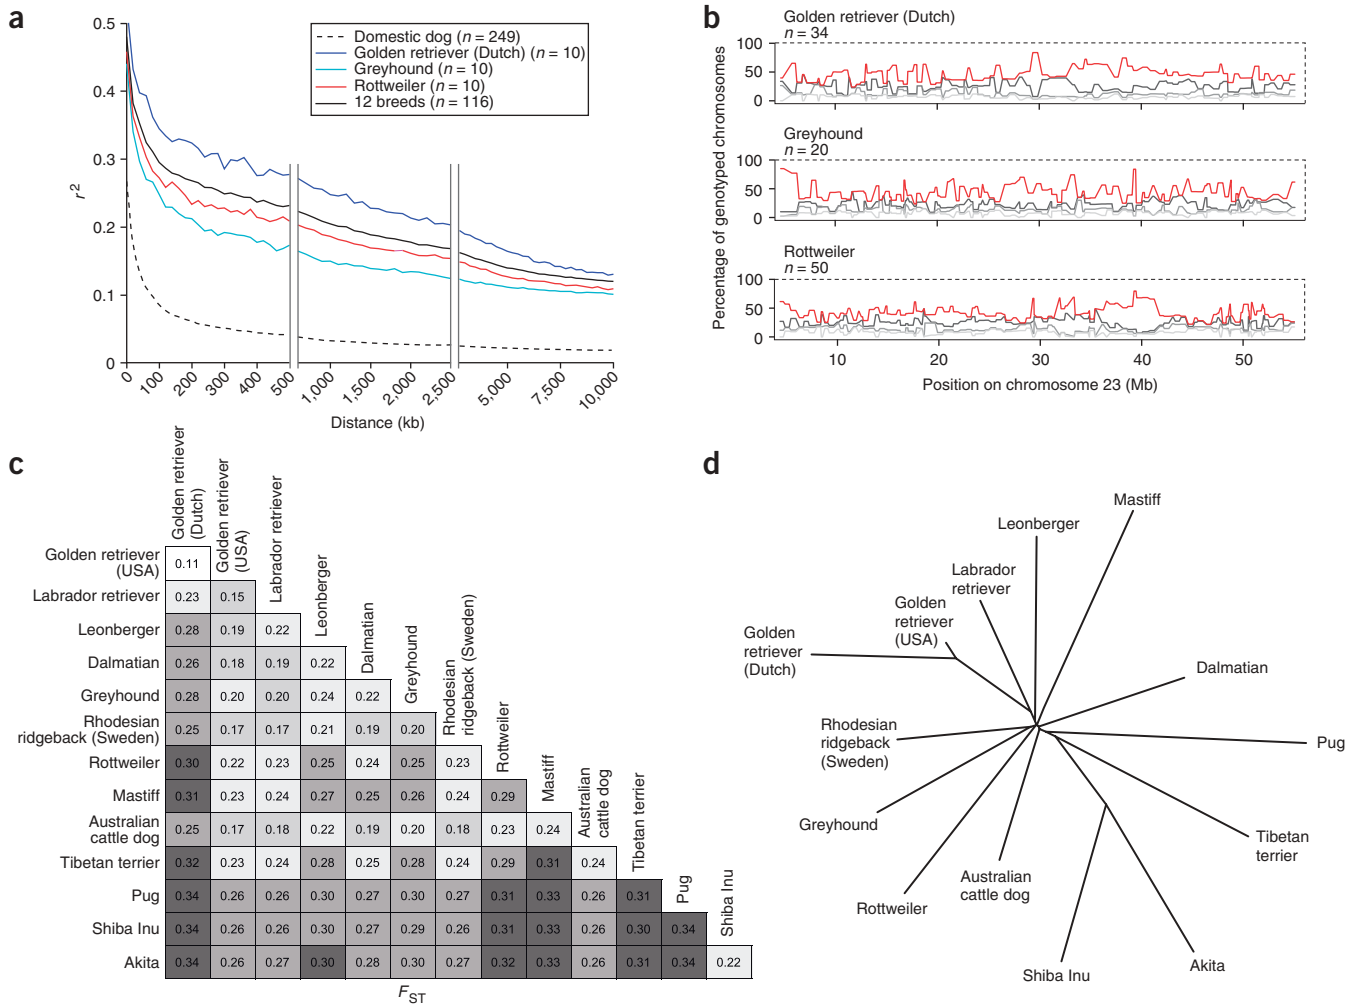 a
0.5
0.4
0.3
0.2
0.1
0
r²
Domestic dog (n = 249)
Golden retriever (Dutch) (n = 10)
Greyhound (n = 10)
Rottweiler (n = 10)
12 breeds (n = 116)
0 100 200 300 400 500 1,000 1,500 2,000 2,500 5,000 7,500 10,000
Distance (kb)
b
Percentage of genotyped chromosomes
Golden retriever (Dutch)
n = 34
100
50
0
Greyhound
n = 20
100
50
0
Rottweiler
n = 50
100
50
0
10 20 30 40 50
Position on chromosome 23 (Mb)
c
Golden retriever
(Dutch)
Golden retriever
(USA)
Labrador retriever
Leonberger
Dalmatian
Greyhound
Rhodesian
ridgeback (Sweden)
Rottweiler
Mastiff
Australian
cattle dog
Tibetan terrier
Pug
Shiba Inu
Golden retriever
(USA)
0.11
Labrador retriever 0.23 0.15
Leonberger 0.28 0.19 0.22
Dalmatian 0.26 0.18 0.19 0.22
Greyhound 0.28 0.20 0.20 0.24 0.22
Rhodesian
ridgeback (Sweden)
0.25 0.17 0.17 0.21 0.19 0.20
Rottweiler 0.30 0.22 0.23 0.25 0.24 0.25 0.23
Mastiff 0.31 0.23 0.24 0.27 0.25 0.26 0.24 0.29
Australian
cattle dog
0.25 0.17 0.18 0.22 0.19 0.20 0.18 0.23 0.24
Tibetan terrier 0.32 0.23 0.24 0.28 0.25 0.28 0.24 0.29 0.31 0.24
Pug 0.34 0.26 0.26 0.30 0.27 0.30 0.27 0.31 0.33 0.26 0.31
Shiba Inu 0.34 0.26 0.26 0.30 0.27 0.29 0.26 0.31 0.33 0.26 0.30 0.34
Akita 0.34 0.26 0.27 0.30 0.28 0.30 0.27 0.32 0.33 0.26 0.31 0.34 0.22
FST
d
Mastiff
Leonberger
Labrador
retriever
Golden
retriever
(USA)
Golden
retriever
(Dutch)
Dalmatian
Rhodesian
ridgeback
(Sweden)
Pug
Greyhound
Tibetan
terrier
Australian
cattle dog
Rottweiler
Shiba Inu
Akita